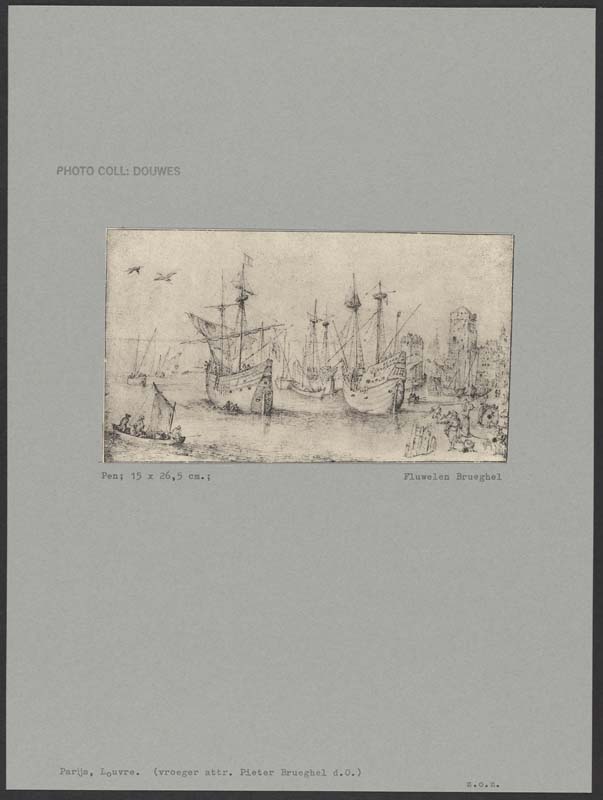 PHOTO COLL: DOUWES
Pen; 15 x 26,5 cm.; Fluwelen Brueghel
Parijs, Louvre. (vroeger attr. Pieter Brueghel d.O.)
z.o.z.